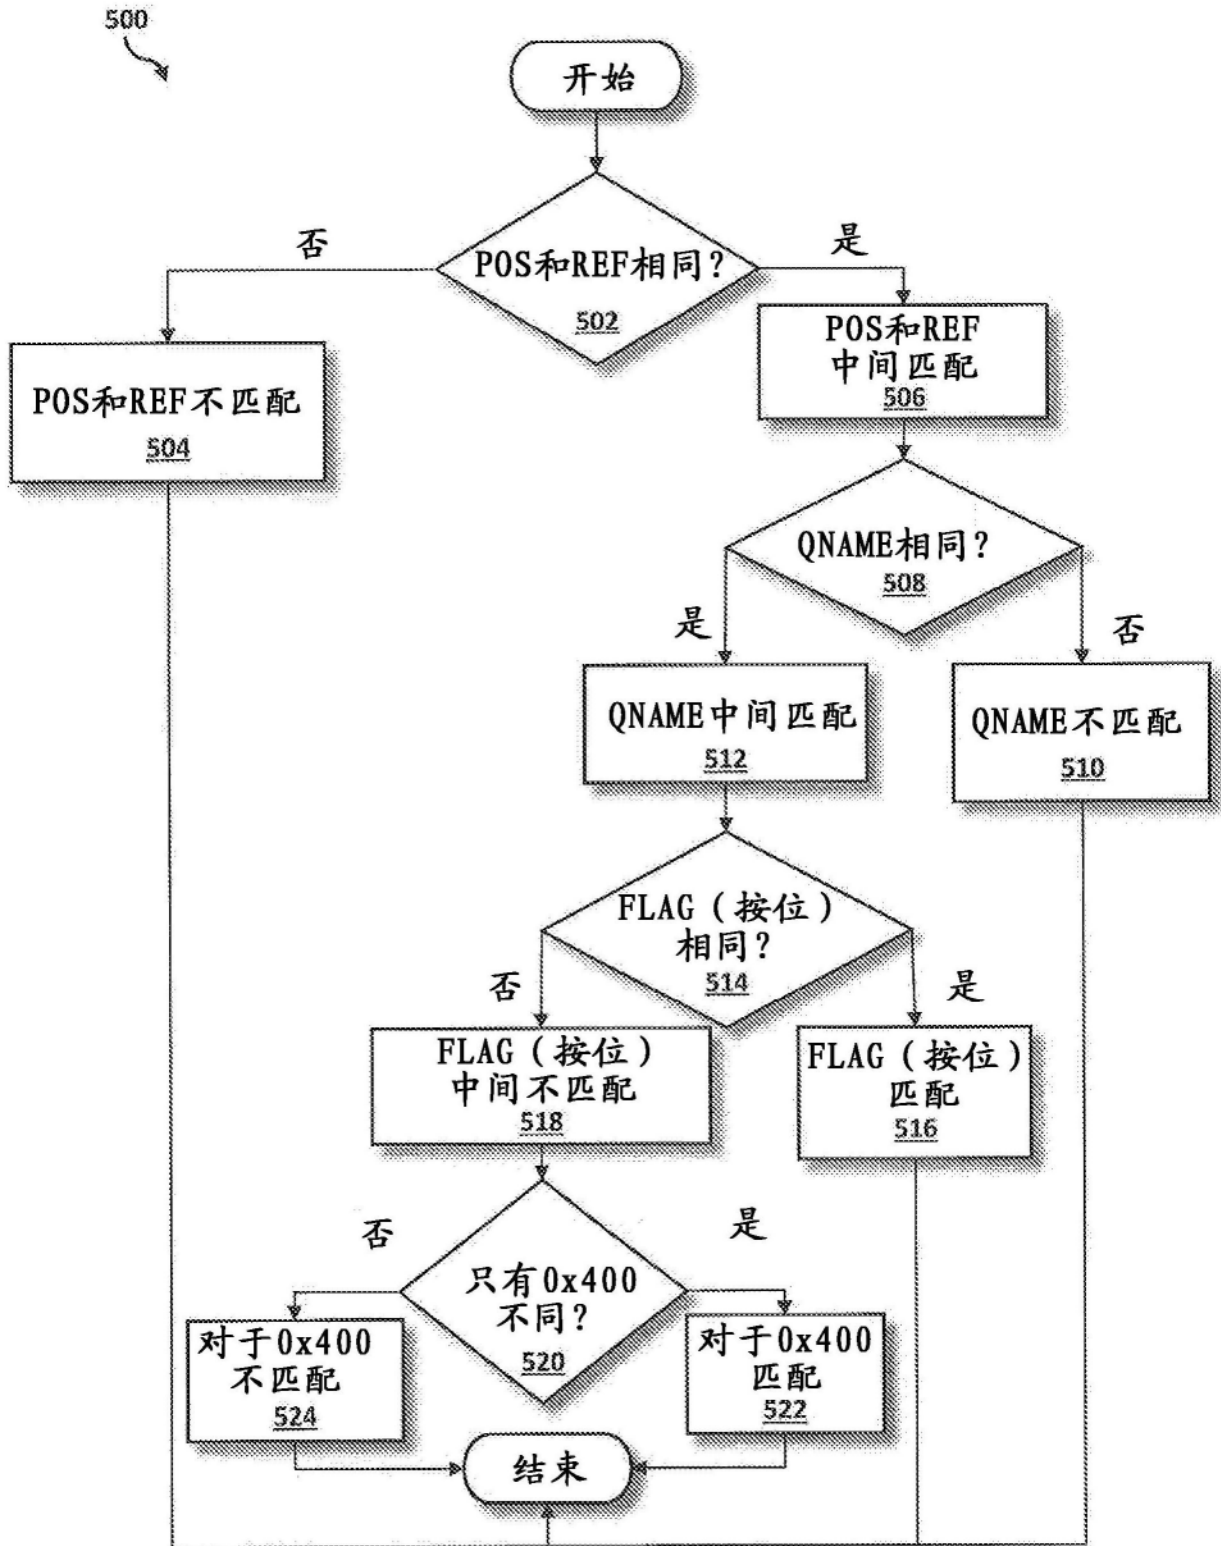 500
开始
否
是
POS和REF相同?
502
POS和REF
中间匹配
506
POS和REF不匹配
504
QNAME相同?
508
是
否
QNAME中间匹配
512
QNAME不匹配
510
FLAG（按位）
相同?
514
否
是
FLAG（按位）
中间不匹配
518
FLAG（按位）
匹配
516
否
是
只有0x400
不同?
520
对于0x400
不匹配
524
对于0x400
匹配
522
结束